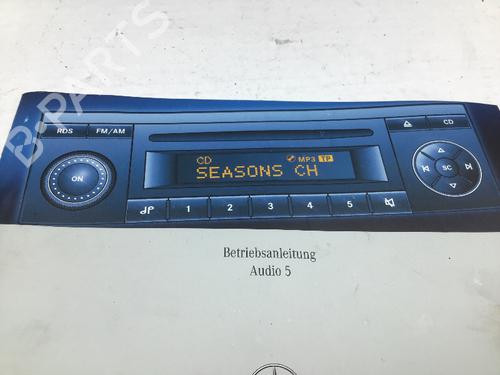 B-PARTS
RDS FM/AM CD
CD MP3 TP
SEASONS CH
ON SC
1 2 3 4 5
Betriebsanleitung
Audio 5